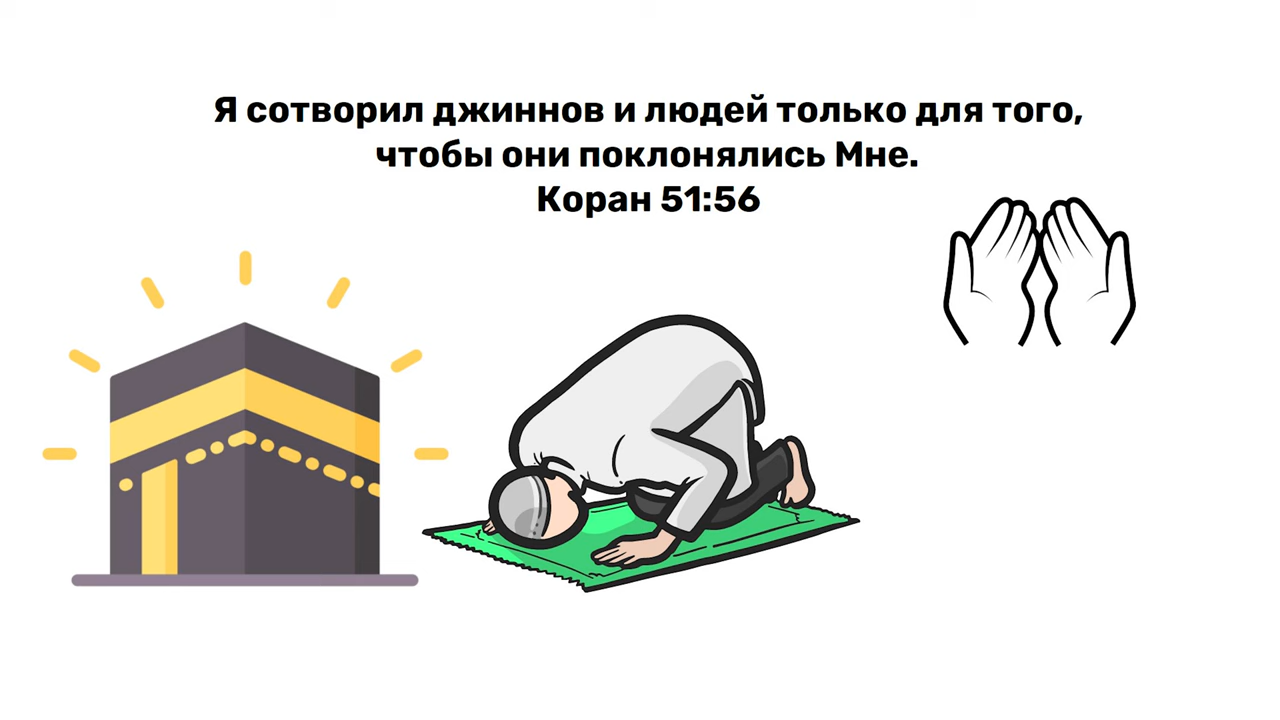 Я сотворил джиннов и людей только для того,
чтобы они поклонялись Мне.
Коран 51:56